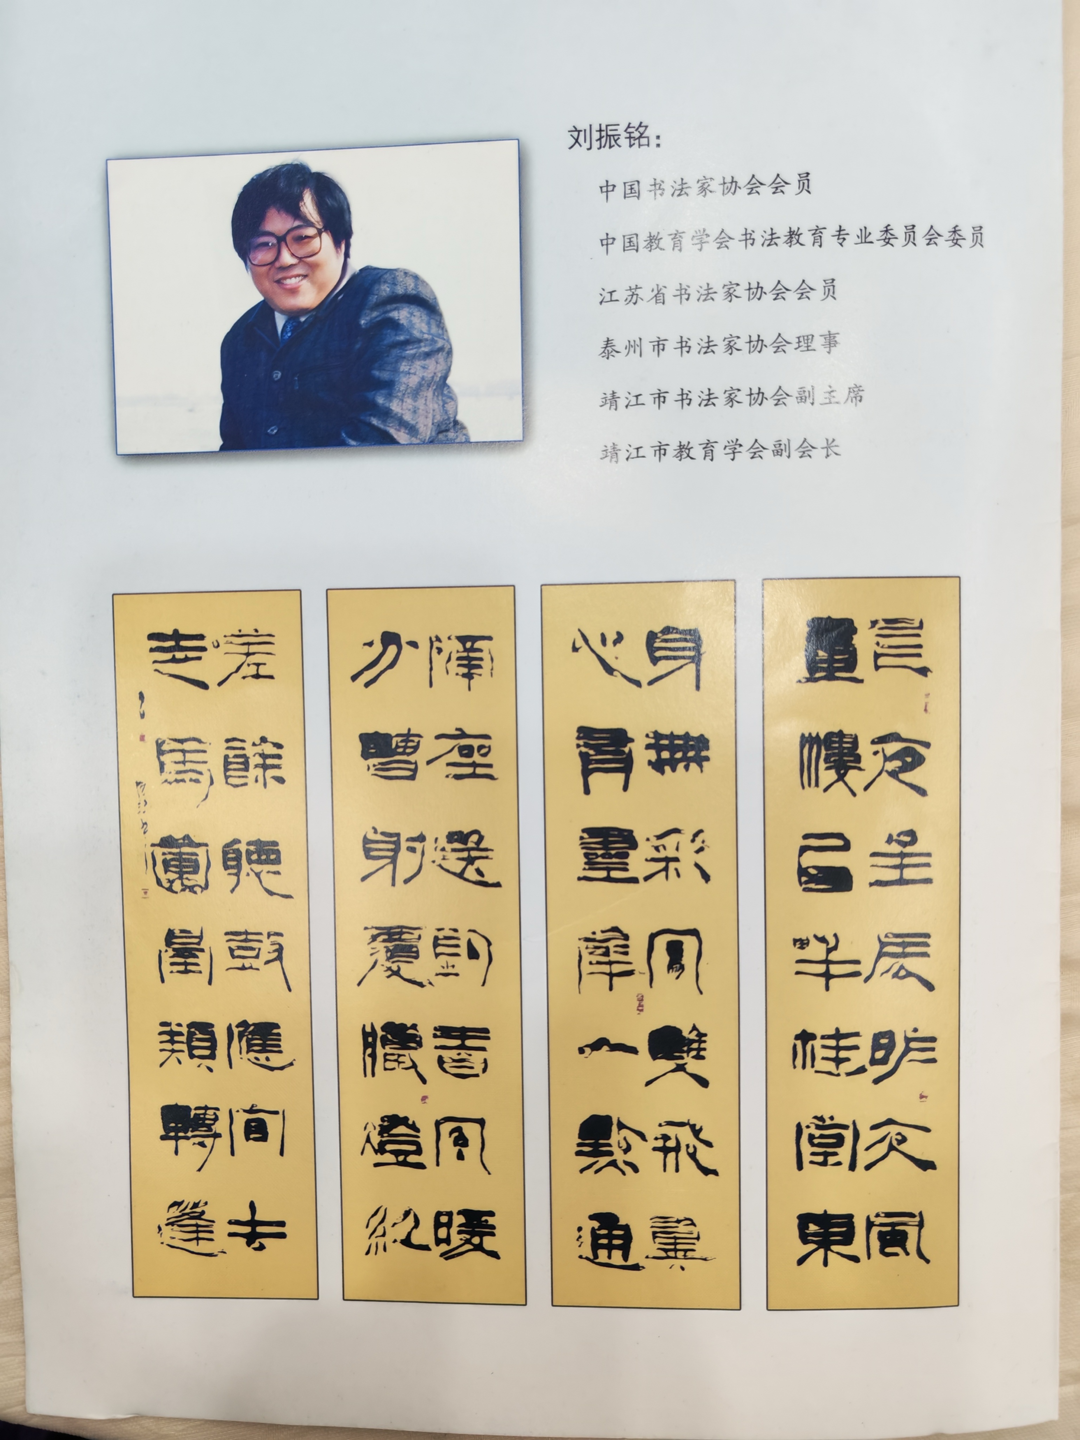 刘振铭：
中国书法家协会会员
中国教育学会书法教育专业委员会委员
江苏省书法家协会会员
泰州市书法家协会理事
靖江市书法家协会副主席
靖江市教育学会副会长
昨夜星辰昨夜風
畫樓西畔桂堂東
身無彩鳳雙飛翼
心有靈犀一點通
隔座送鉤春暖
分曹射覆蠟燈紅
嗟餘聽鼓應官去
走馬蘭臺類轉蓬